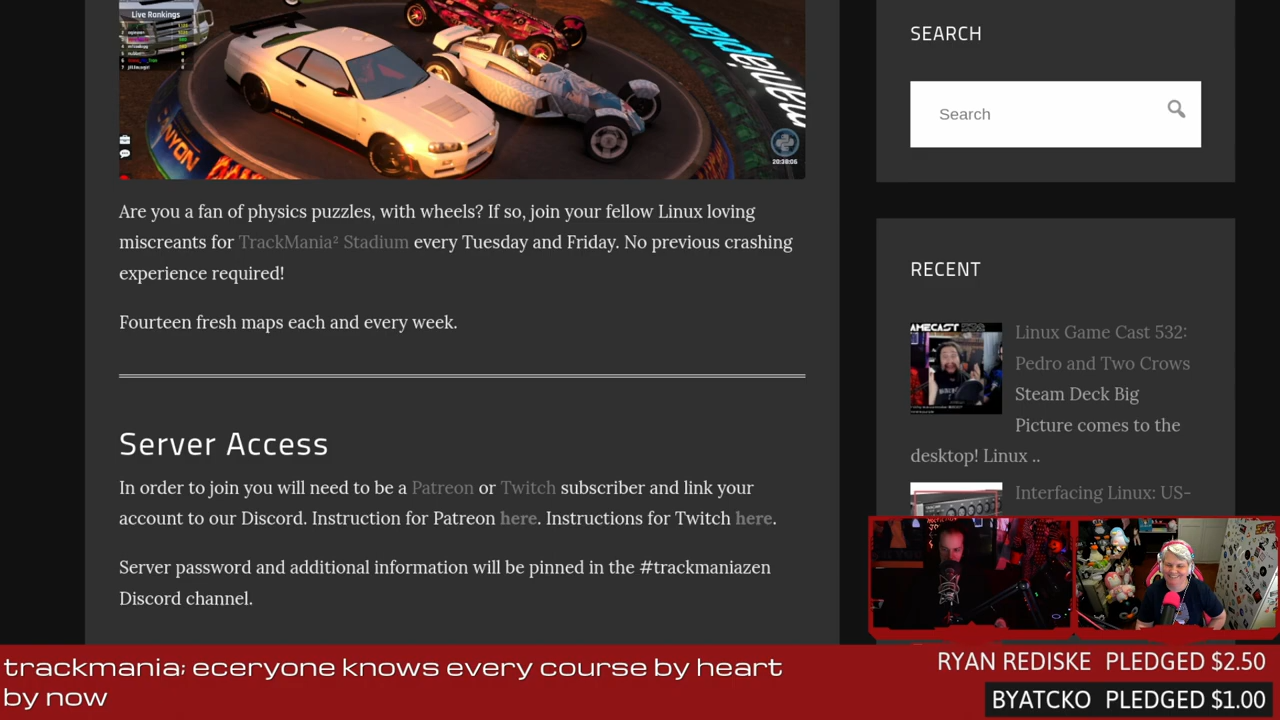 Live Rankings
maniaplanet
CANYON
20:38:06
Are you a fan of physics puzzles, with wheels? If so, join your fellow Linux loving
miscreants for TrackMania² Stadium every Tuesday and Friday. No previous crashing
experience required!
Fourteen fresh maps each and every week.
Server Access
In order to join you will need to be a Patreon or Twitch subscriber and link your
account to our Discord. Instruction for Patreon here. Instructions for Twitch here.
Server password and additional information will be pinned in the #trackmaniazen
Discord channel.
SEARCH
Search
RECENT
Linux Game Cast 532:
Pedro and Two Crows
Steam Deck Big
Picture comes to the
desktop! Linux ..
Interfacing Linux: US-
trackmania; eceryone knows every course by heart
by now
RYAN REDISKE PLEDGED $2.50
BYATCKO PLEDGED $1.00